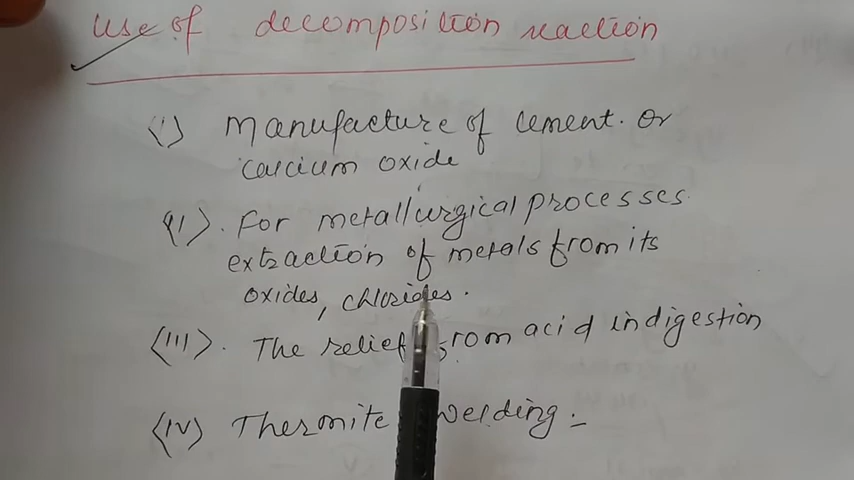 Use of decomposition reaction
(i) Manufacture of cement. or
calcium oxide
(ii). For metallurgical processes.
extraction of metals from its
oxides, chlorides.
(iii). The relief from acid indigestion
(iv) Thermite welding:-